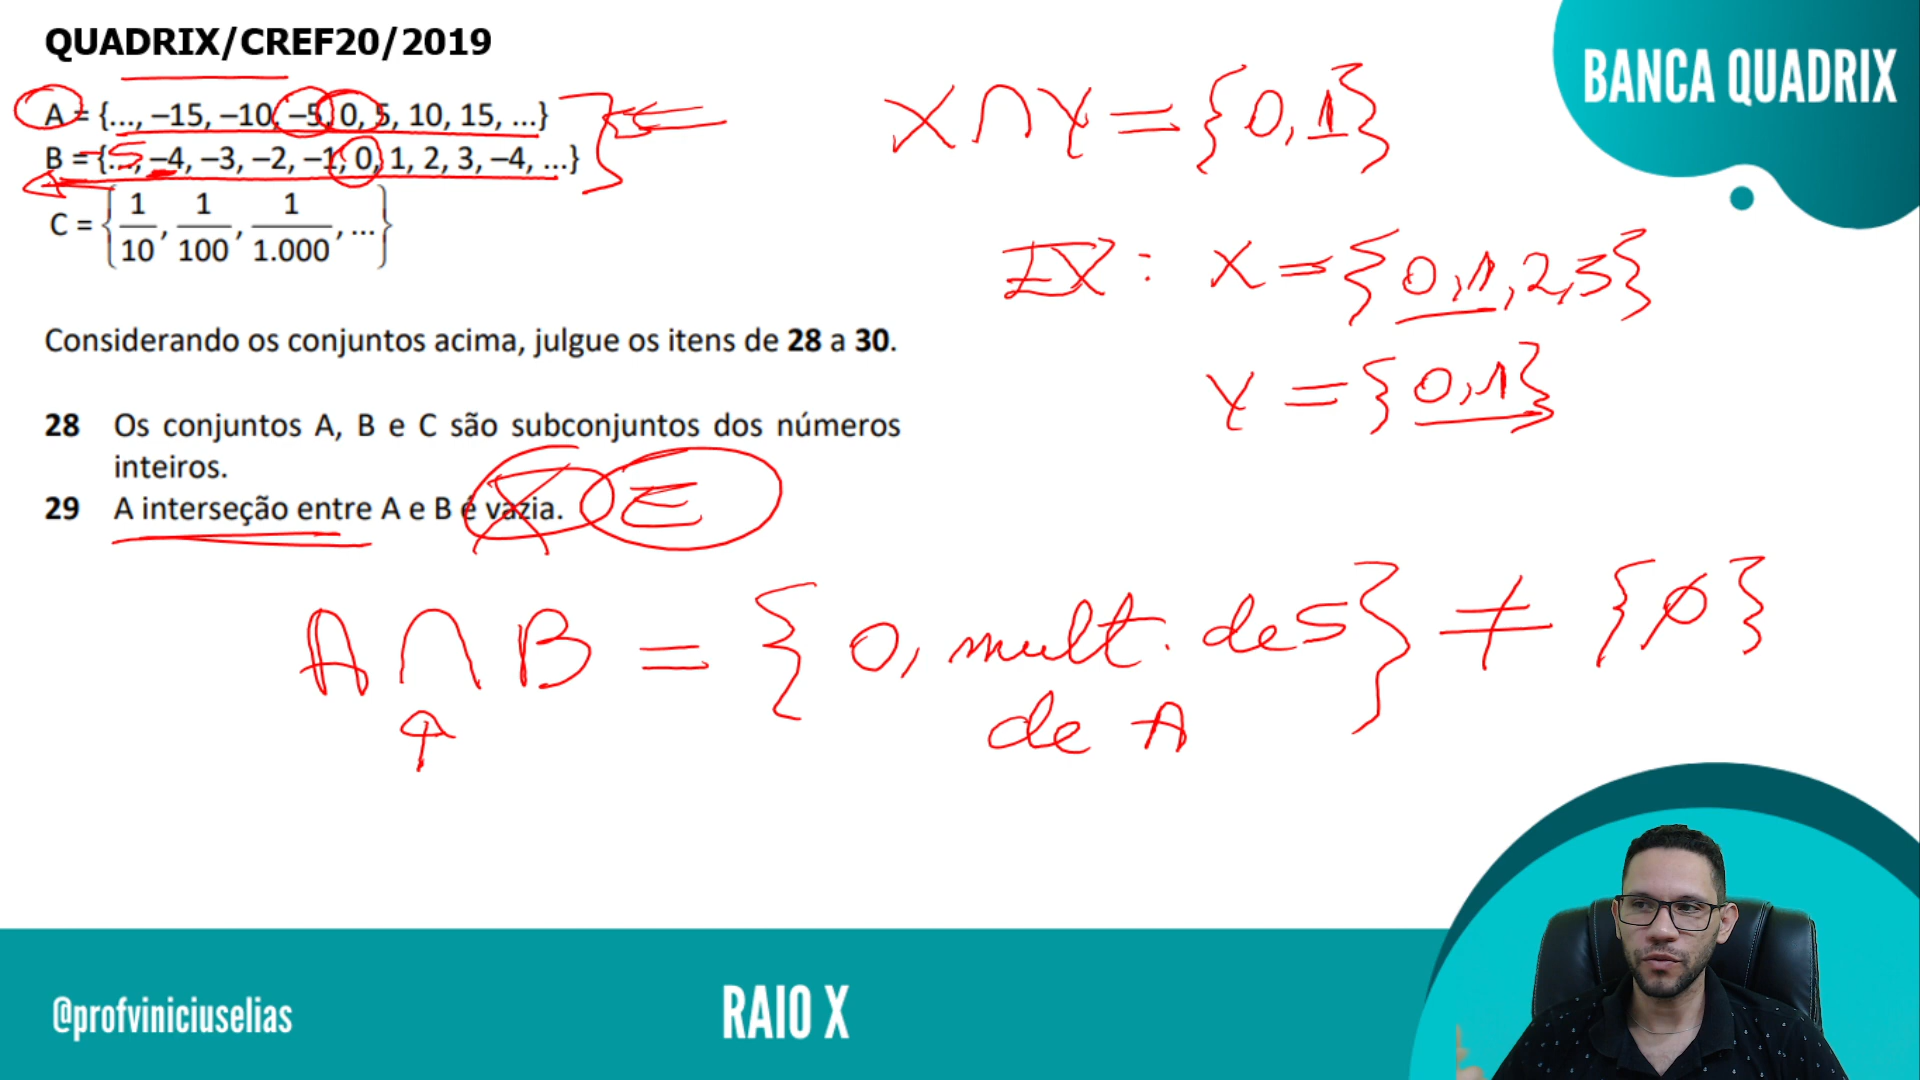 QUADRIX/CREF20/2019
A = {..., –15, –10, –5, 0, 5, 10, 15, ...}
B = {..., –4, –3, –2, –1, 0, 1, 2, 3, –4, ...}
-5
C = {1/10, 1/100, 1/1.000, ...}
Considerando os conjuntos acima, julgue os itens de 28 a 30.
28 Os conjuntos A, B e C são subconjuntos dos números
inteiros.
29 A interseção entre A e B é vazia.
E
X∩Y = {0,1}
EX: X = {0,1,2,3}
Y = {0,1}
A∩B = {0, mult. de 5 } ≠ {ø}
de A
BANCA QUADRIX
@profviniciuselias
RAIO X